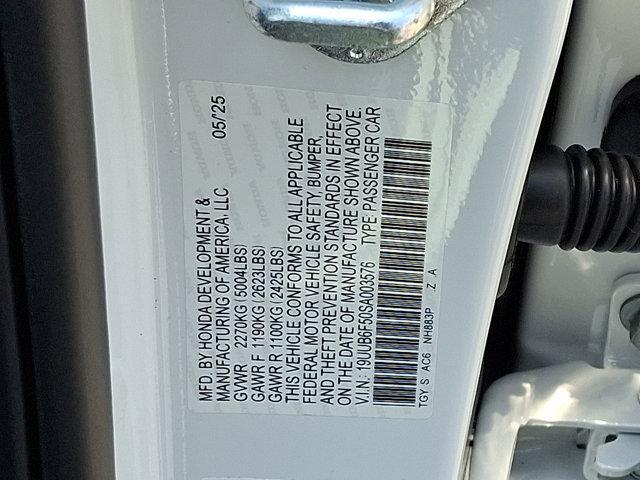 MFD BY HONDA DEVELOPMENT &
MANUFACTURING OF AMERICA, LLC 05/'25
GVWR 2270KG(5004LBS)
GAWR F 1190KG(2623LBS)
GAWR R 1100KG(2425LBS)
THIS VEHICLE CONFORMS TO ALL APPLICABLE
FEDERAL MOTOR VEHICLE SAFETY, BUMPER,
AND THEFT PREVENTION STANDARDS IN EFFECT
ON THE DATE OF MANUFACTURE SHOWN ABOVE.
V.I.N: 19UUB6F50SA003576 TYPE:PASSENGER CAR
TGY S AC6 NH883P Z A